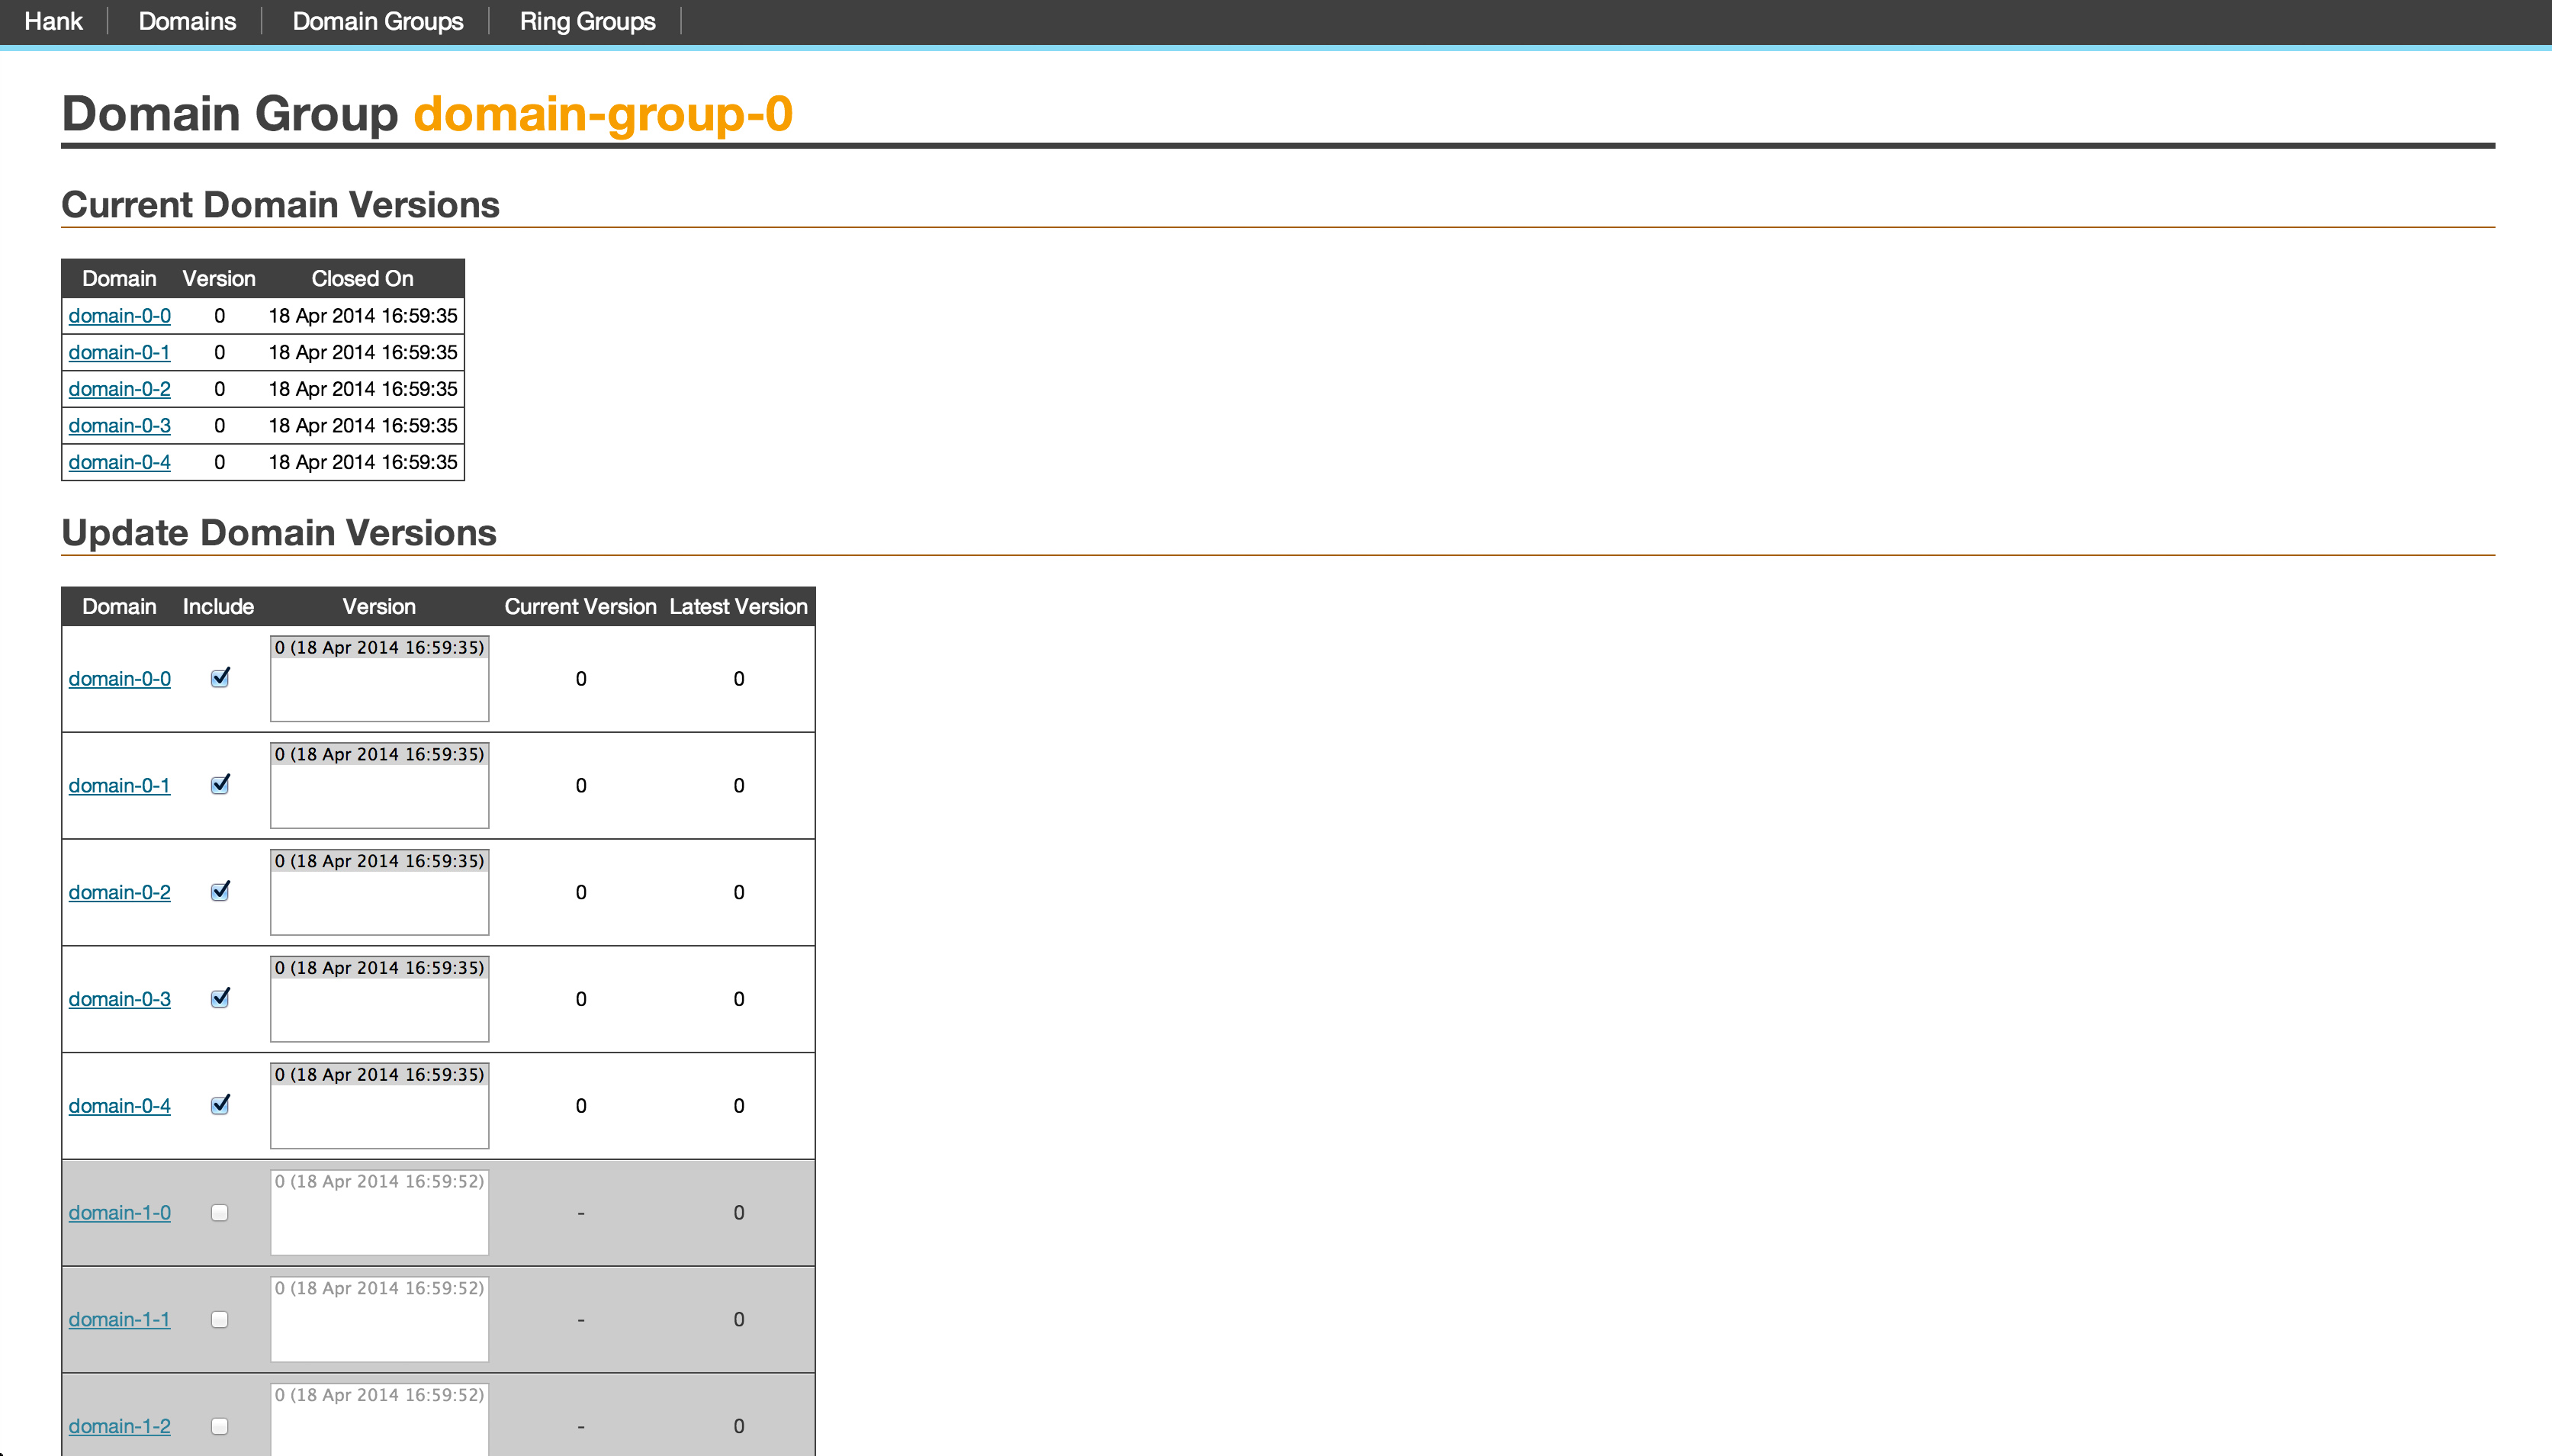 Hank Domains Domain Groups Ring Groups
Domain Group domain-group-0
Current Domain Versions
Domain Version Closed On
domain-0-0 0 18 Apr 2014 16:59:35
domain-0-1 0 18 Apr 2014 16:59:35
domain-0-2 0 18 Apr 2014 16:59:35
domain-0-3 0 18 Apr 2014 16:59:35
domain-0-4 0 18 Apr 2014 16:59:35
Update Domain Versions
Domain Include Version Current Version Latest Version
0 (18 Apr 2014 16:59:35)
domain-0-0 0 0
0 (18 Apr 2014 16:59:35)
domain-0-1 0 0
0 (18 Apr 2014 16:59:35)
domain-0-2 0 0
0 (18 Apr 2014 16:59:35)
domain-0-3 0 0
0 (18 Apr 2014 16:59:35)
domain-0-4 0 0
0 (18 Apr 2014 16:59:52)
domain-1-0 - 0
0 (18 Apr 2014 16:59:52)
domain-1-1 - 0
0 (18 Apr 2014 16:59:52)
domain-1-2 - 0